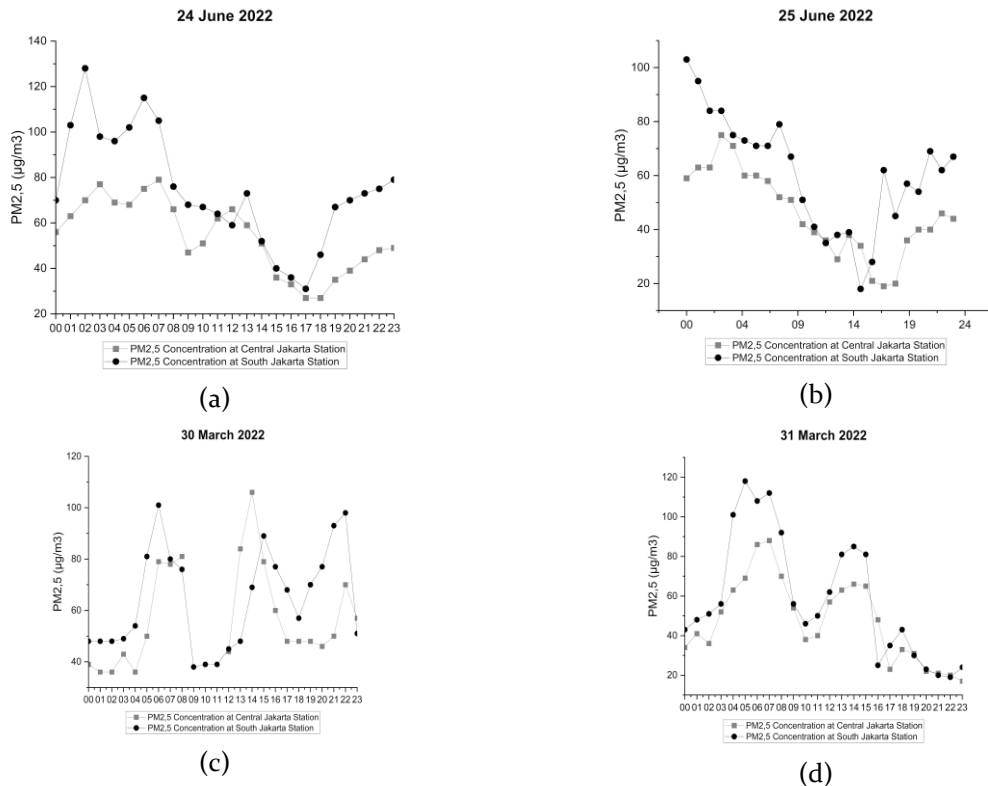 24 June 2022
PM2,5 (µg/m3)
140
120
100
80
60
40
20
00 01 02 03 04 05 06 07 08 09 10 11 12 13 14 15 16 17 18 19 20 21 22 23
PM2,5 Concentration at Central Jakarta Station
PM2,5 Concentration at South Jakarta Station
(a)
25 June 2022
PM2,5 (µg/m3)
100
80
60
40
20
00 04 09 14 19 24
PM2,5 Concentration at Central Jakarta Station
PM2,5 Concentration at South Jakarta Station
(b)
30 March 2022
PM2,5 (µg/m3)
120
100
80
60
40
00 01 02 03 04 05 06 07 08 09 10 11 12 13 14 15 16 17 18 19 20 21 22 23
PM2,5 Concentration at Central Jakarta Station
PM2,5 Concentration at South Jakarta Station
(c)
31 March 2022
PM2,5 (µg/m3)
120
100
80
60
40
20
00 01 02 03 04 05 06 07 08 09 10 11 12 13 14 15 16 17 18 19 20 21 22 23
PM2,5 Concentration at Central Jakarta Station
PM2,5 Concentration at South Jakarta Station
(d)